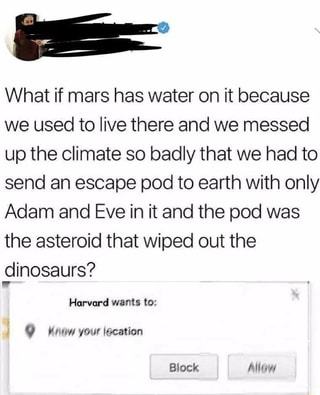 What if mars has water on it because
we used to live there and we messed
up the climate so badly that we had to
send an escape pod to earth with only
Adam and Eve in it and the pod was
the asteroid that wiped out the
dinosaurs?
Harvard wants to:
Know your location
Block Allow